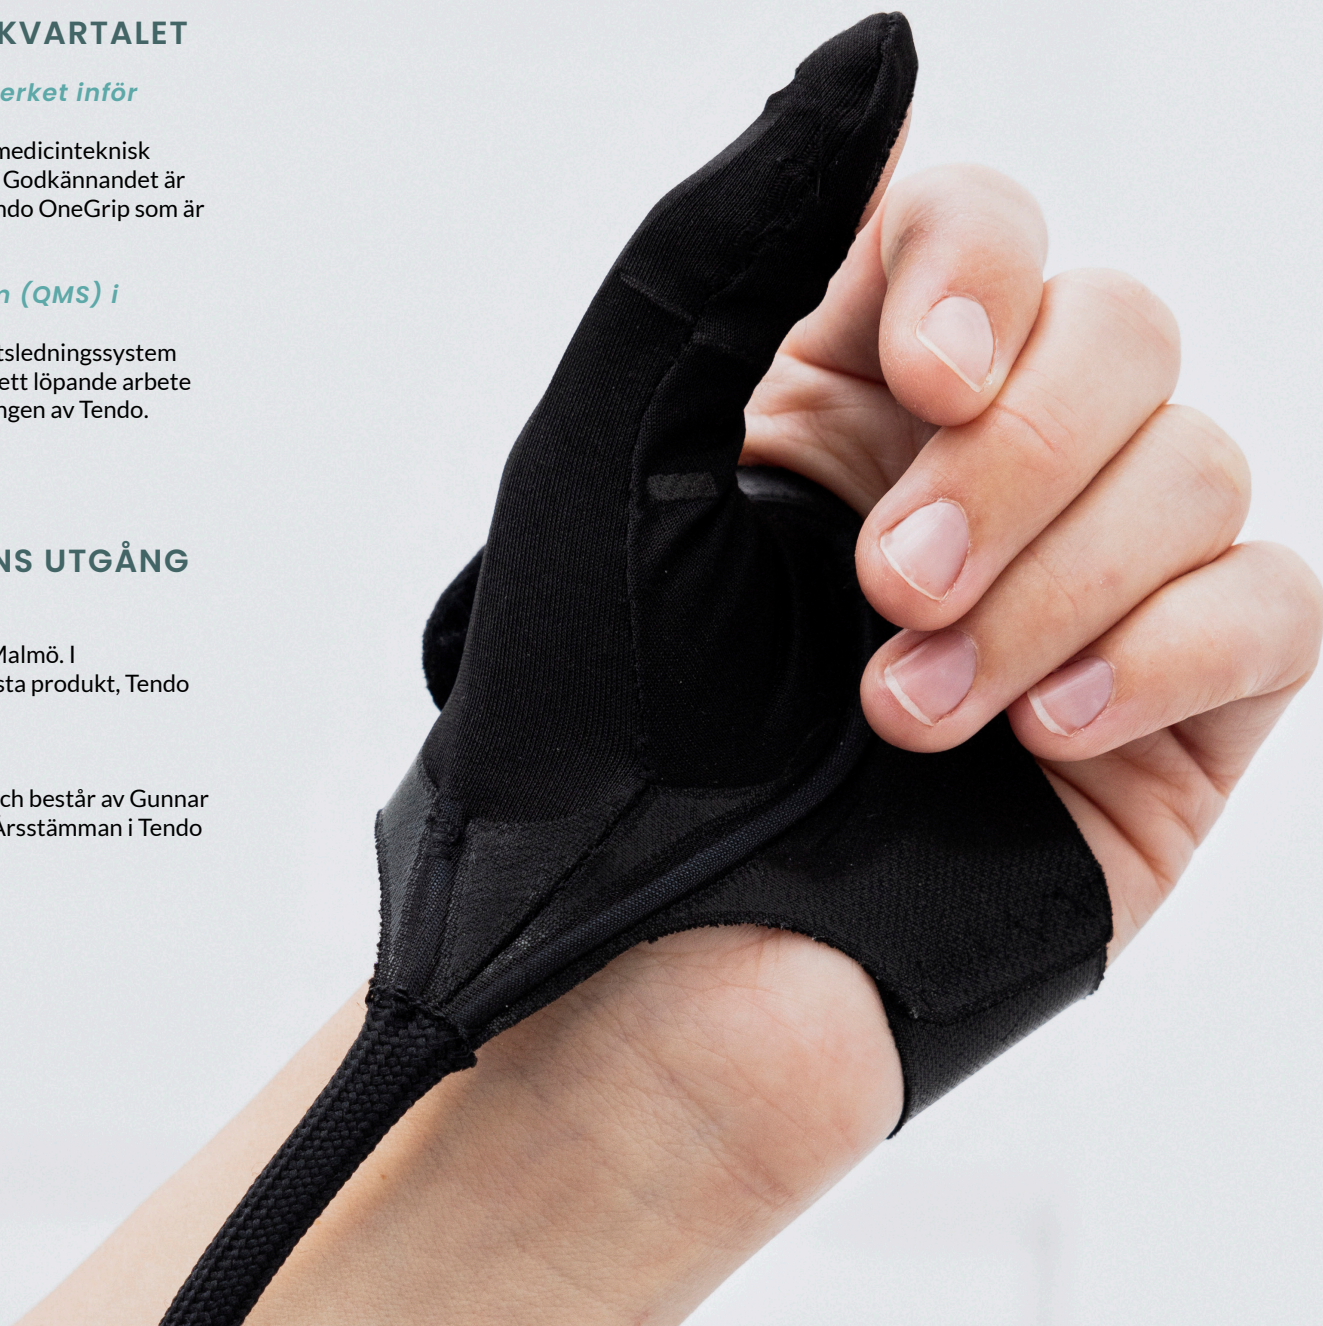 KVARTALET
erket inför
medicinteknisk
Godkännandet är
ndo OneGrip som är
n (QMS) i
tsledningssystem
ett löpande arbete
ngen av Tendo.
NS UTGÅNG
Malmö. I
sta produkt, Tendo
ch består av Gunnar
Årsstämman i Tendo